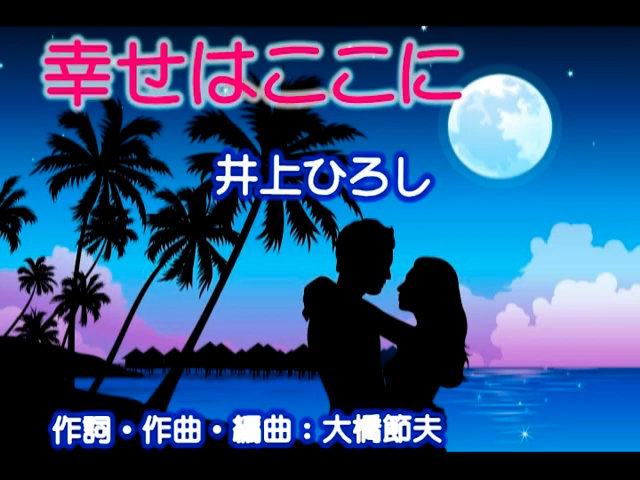 幸せはここに
井上ひろし
作詞・作曲・編曲：大橋節夫